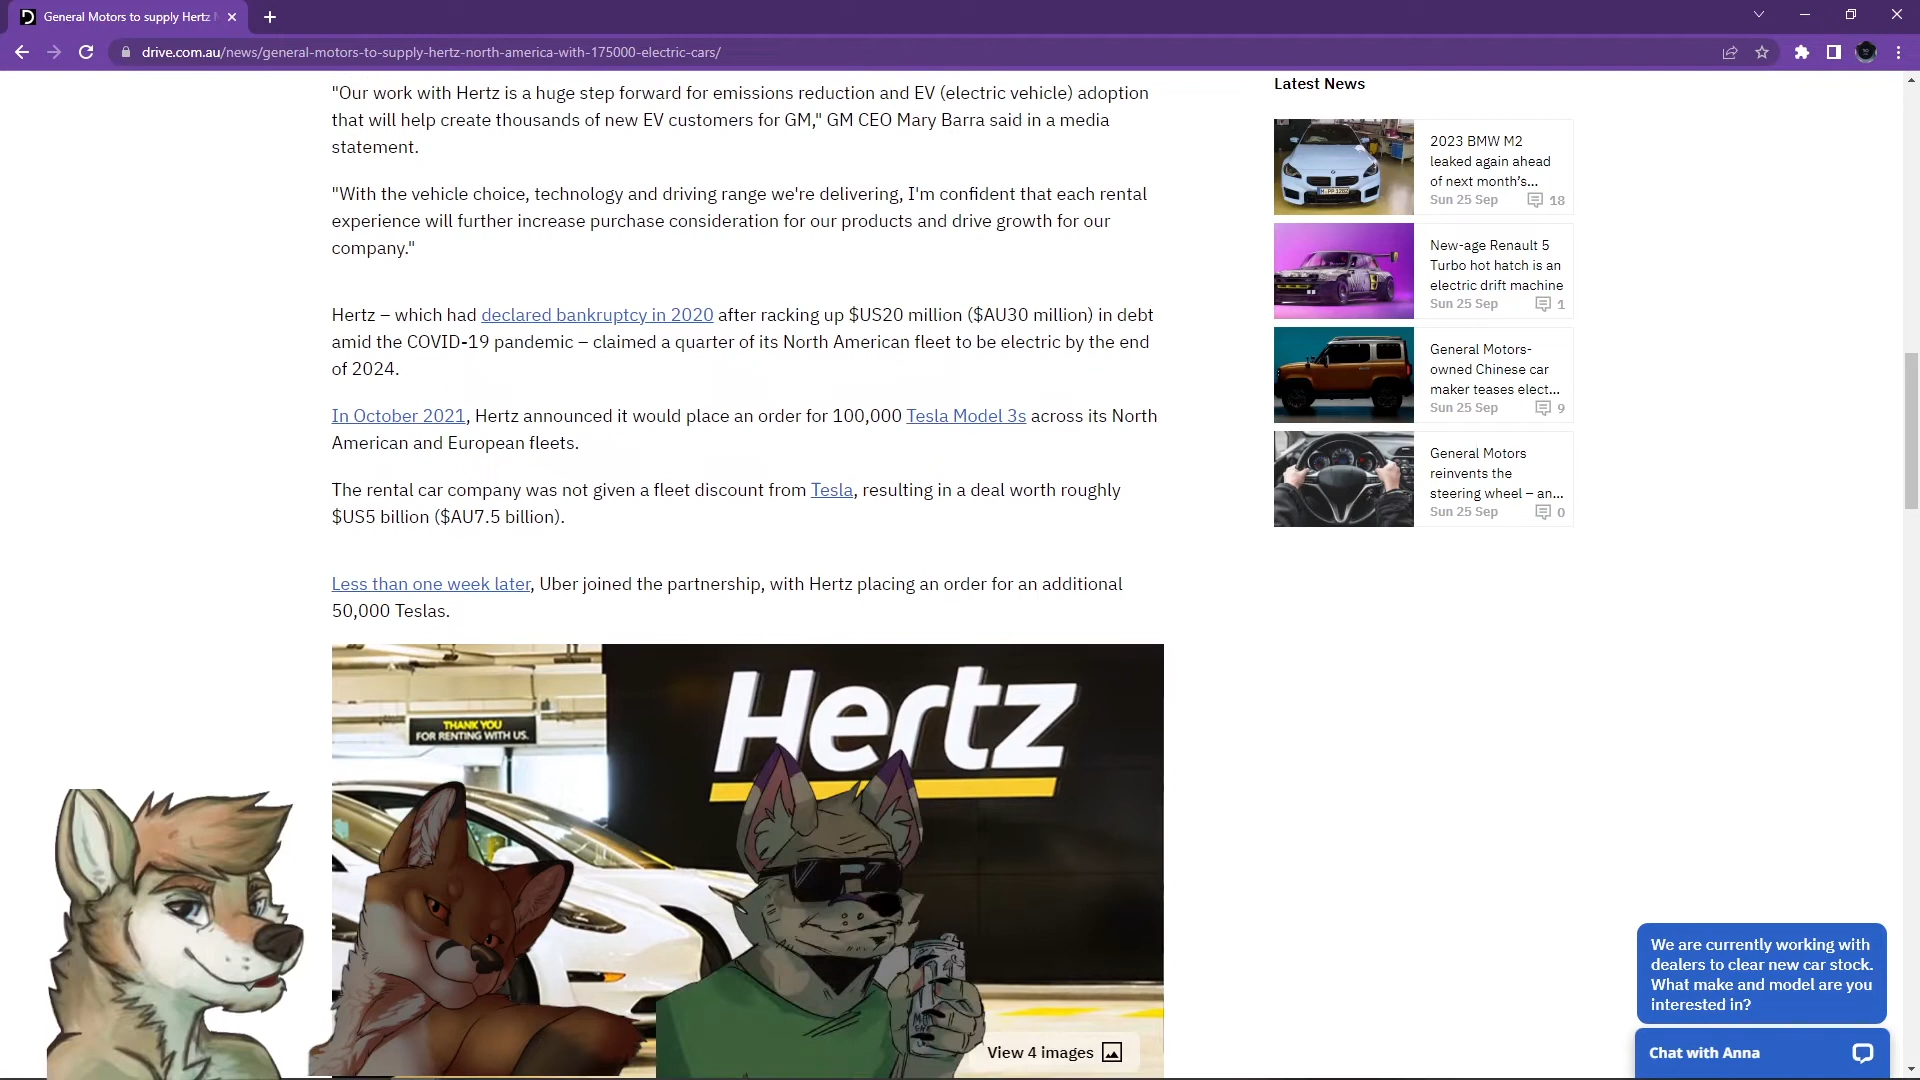 General Motors to supply Hertz
drive.com.au/news/general-motors-to-supply-hertz-north-america-with-175000-electric-cars/
"Our work with Hertz is a huge step forward for emissions reduction and EV (electric vehicle) adoption
that will help create thousands of new EV customers for GM," GM CEO Mary Barra said in a media
statement.
"With the vehicle choice, technology and driving range we're delivering, I'm confident that each rental
experience will further increase purchase consideration for our products and drive growth for our
company."
Hertz – which had declared bankruptcy in 2020 after racking up $US20 million ($AU30 million) in debt
amid the COVID-19 pandemic – claimed a quarter of its North American fleet to be electric by the end
of 2024.
In October 2021, Hertz announced it would place an order for 100,000 Tesla Model 3s across its North
American and European fleets.
The rental car company was not given a fleet discount from Tesla, resulting in a deal worth roughly
$US5 billion ($AU7.5 billion).
Less than one week later, Uber joined the partnership, with Hertz placing an order for an additional
50,000 Teslas.
Hertz
THANK YOU
FOR RENTING WITH US.
View 4 images
Latest News
2023 BMW M2
leaked again ahead
of next month's...
Sun 25 Sep 18
New-age Renault 5
Turbo hot hatch is an
electric drift machine
Sun 25 Sep 1
General Motors-
owned Chinese car
maker teases elect...
Sun 25 Sep 9
General Motors
reinvents the
steering wheel – an...
Sun 25 Sep 0
We are currently working with
dealers to clear new car stock.
What make and model are you
interested in?
Chat with Anna